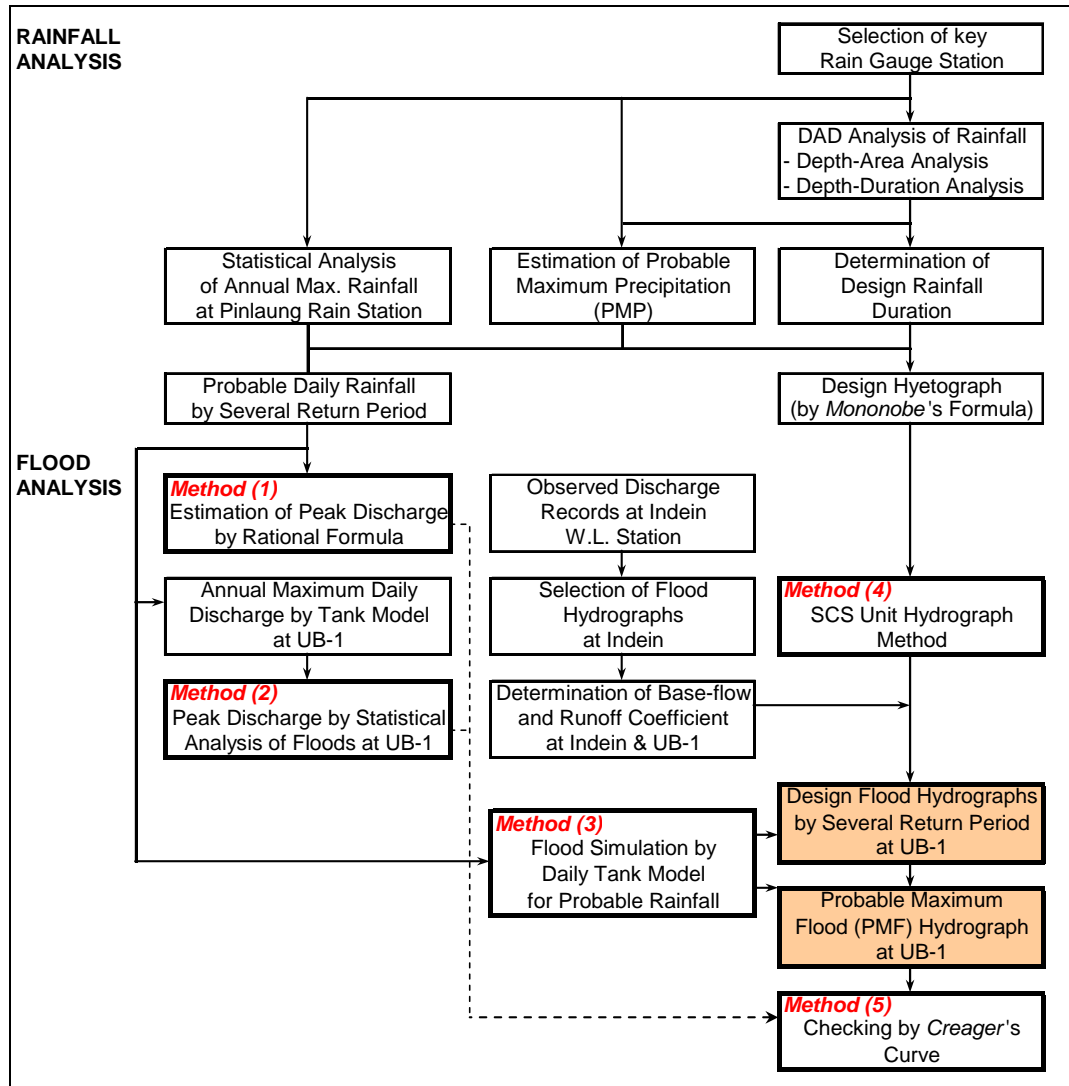 RAINFALL
ANALYSIS
Selection of key
Rain Gauge Station
DAD Analysis of Rainfall
- Depth-Area Analysis
- Depth-Duration Analysis
Statistical Analysis
of Annual Max. Rainfall
at Pinlaung Rain Station
Estimation of Probable
Maximum Precipitation
(PMP)
Determination of
Design Rainfall
Duration
Probable Daily Rainfall
by Several Return Period
Design Hyetograph
(by Mononobe's Formula)
FLOOD
ANALYSIS
Method (1)
Estimation of Peak Discharge
by Rational Formula
Observed Discharge
Records at Indein
W.L. Station
Annual Maximum Daily
Discharge by Tank Model
at UB-1
Selection of Flood
Hydrographs
at Indein
Method (4)
SCS Unit Hydrograph
Method
Method (2)
Peak Discharge by Statistical
Analysis of Floods at UB-1
Determination of Base-flow
and Runoff Coefficient
at Indein & UB-1
Method (3)
Flood Simulation by
Daily Tank Model
for Probable Rainfall
Design Flood Hydrographs
by Several Return Period
at UB-1
Probable Maximum
Flood (PMF) Hydrograph
at UB-1
Method (5)
Checking by Creager's
Curve